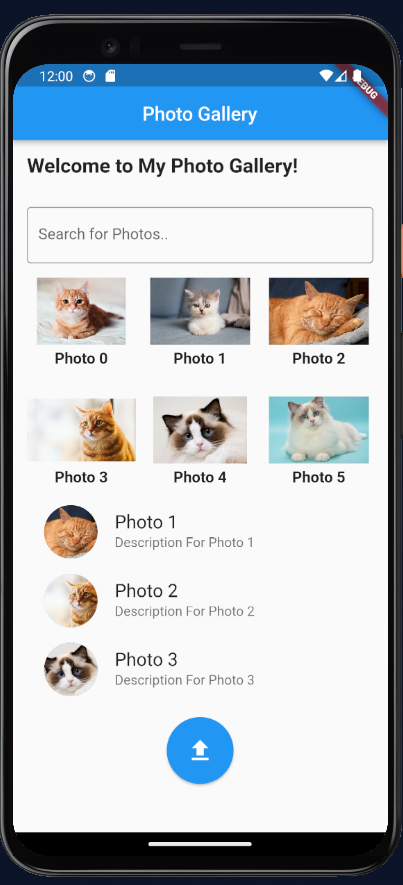 12:00
DEBUG
Photo Gallery
Welcome to My Photo Gallery!
Search for Photos..
Photo 0
Photo 1
Photo 2
Photo 3
Photo 4
Photo 5
Photo 1
Description For Photo 1
Photo 2
Description For Photo 2
Photo 3
Description For Photo 3